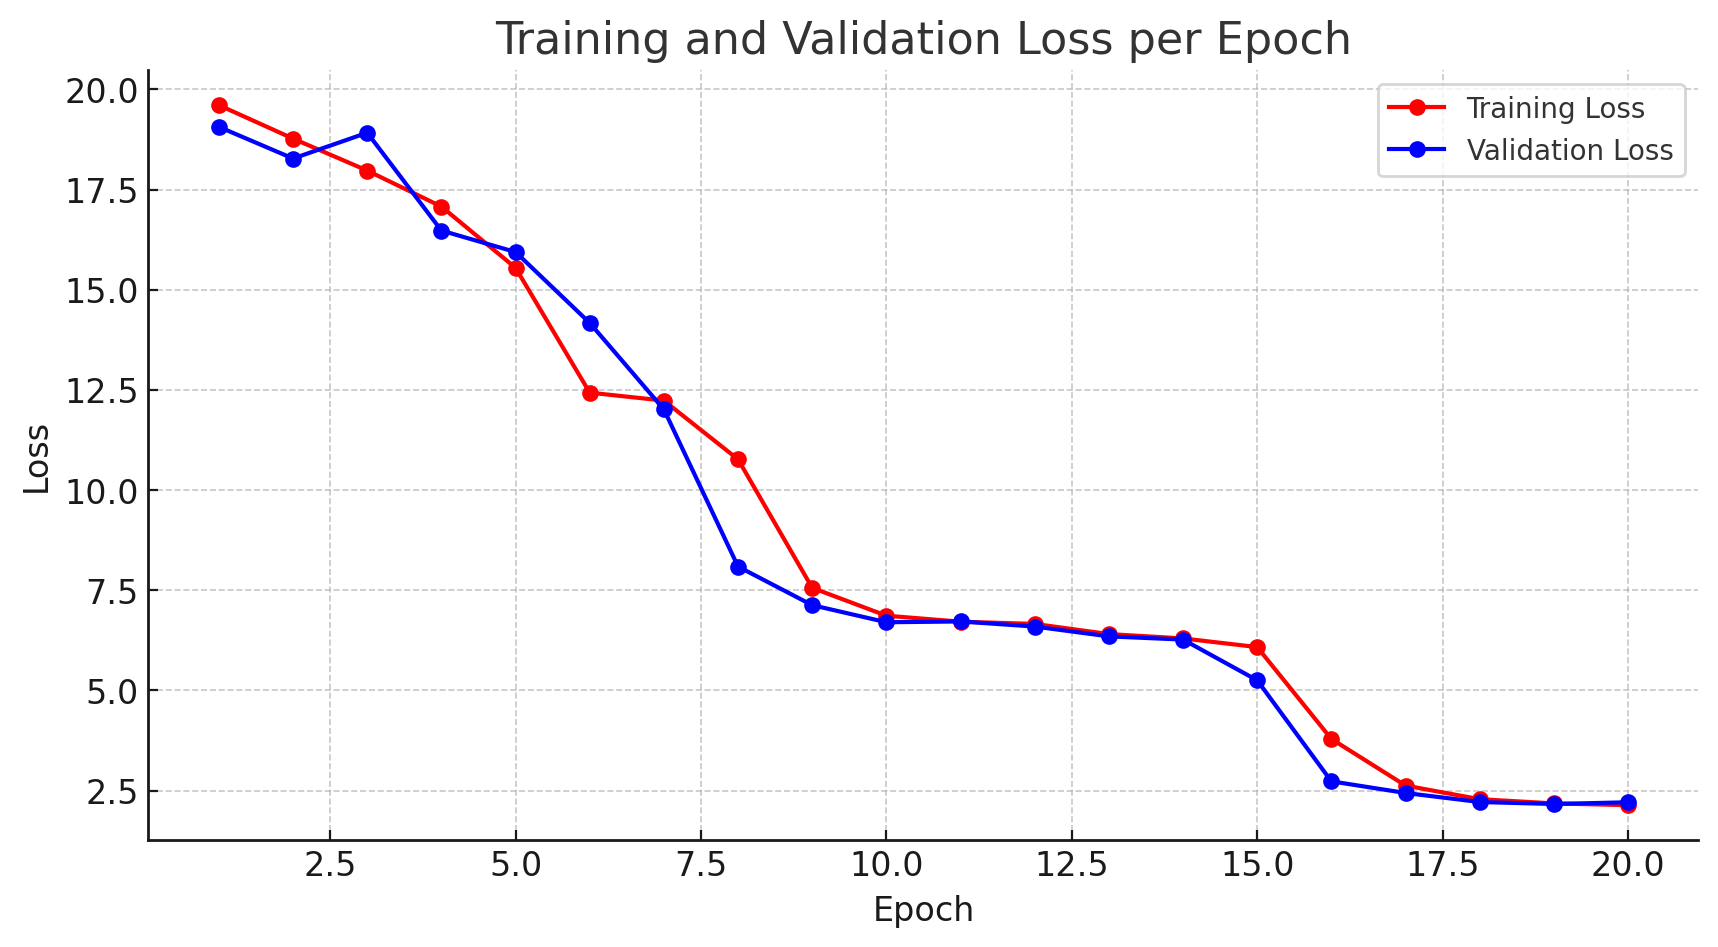 Training and Validation Loss per Epoch
Training Loss
Validation Loss
Loss
20.0
17.5
15.0
12.5
10.0
7.5
5.0
2.5
2.5 5.0 7.5 10.0 12.5 15.0 17.5 20.0
Epoch